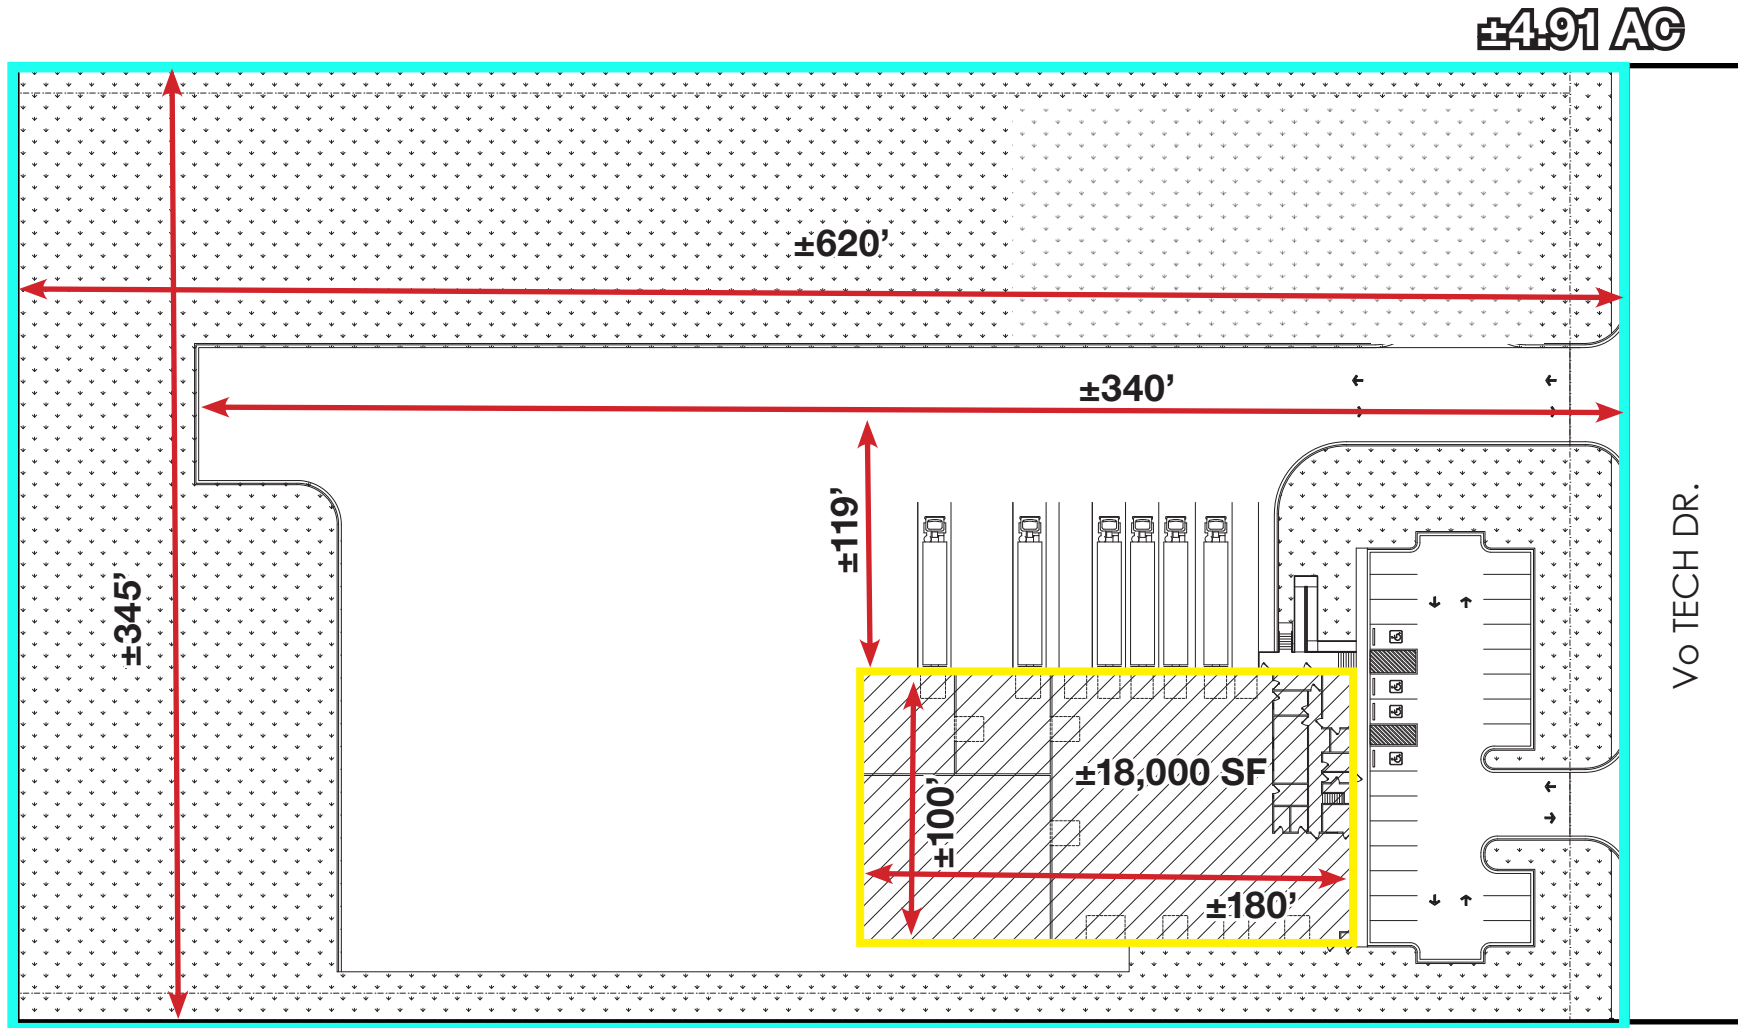 ±4.91 AC
±620’
±340’
±119’
±345’
±18,000 SF
±100’
±180’
Vo TECH DR.